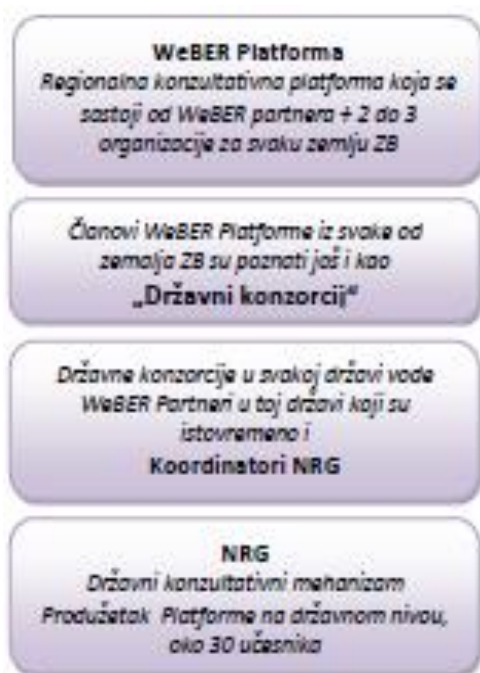 WeBER Platforma
Regionalna konzultativna platforma koja se
sastoji od WeBER partnera + 2 do 3
organizacije za svaku zemlju ZB
Članovi WeBER Platforme iz svake od
zemalja ZB su poznati još i kao
„Državni konzorcij“
Državne konzorcije u svakoj državi vode
WeBER Partneri u toj državi koji su
istovremeno i
Koordinatori NRG
NRG
Državni konzultativni mehanizam
Produžetak Platforme na državnom nivou,
oko 30 učesnika